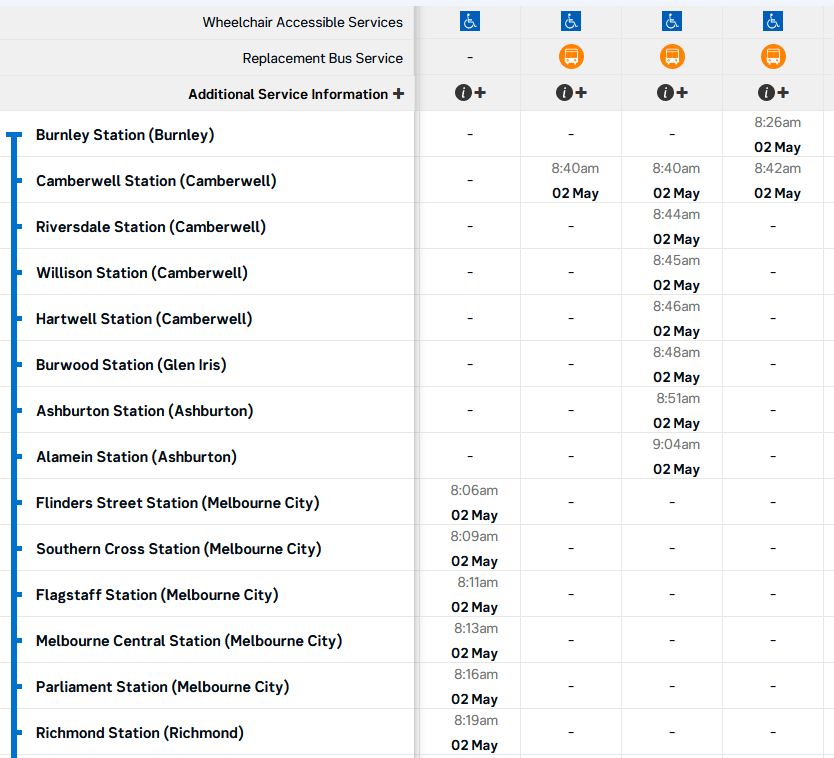 Wheelchair Accessible Services
Replacement Bus Service -
Additional Service Information + i+ i+ i+ i+
Burnley Station (Burnley) - - - 8:26am 02 May
Camberwell Station (Camberwell) - 8:40am 02 May 8:40am 02 May 8:42am 02 May
Riversdale Station (Camberwell) - - 8:44am 02 May -
Willison Station (Camberwell) - - 8:45am 02 May -
Hartwell Station (Camberwell) - - 8:46am 02 May -
Burwood Station (Glen Iris) - - 8:48am 02 May -
Ashburton Station (Ashburton) - - 8:51am 02 May -
Alamein Station (Ashburton) - - 9:04am 02 May -
Flinders Street Station (Melbourne City) 8:06am 02 May - - -
Southern Cross Station (Melbourne City) 8:09am 02 May - - -
Flagstaff Station (Melbourne City) 8:11am 02 May - - -
Melbourne Central Station (Melbourne City) 8:13am 02 May - - -
Parliament Station (Melbourne City) 8:16am 02 May - - -
Richmond Station (Richmond) 8:19am 02 May - - -